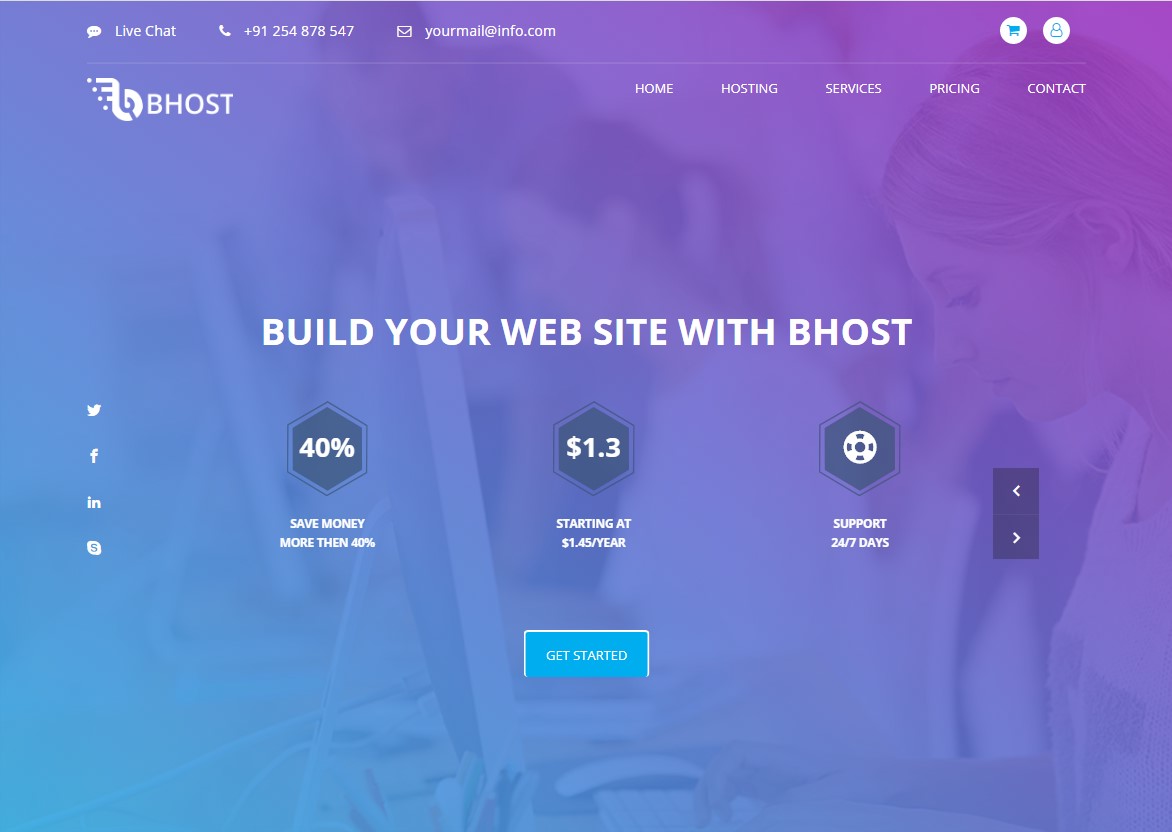 Live Chat
+91 254 878 547
yourmail@info.com
BHOST
HOME
HOSTING
SERVICES
PRICING
CONTACT
BUILD YOUR WEB SITE WITH BHOST
40%
$1.3
SAVE MONEY
MORE THEN 40%
STARTING AT
$1.45/YEAR
SUPPORT
24/7 DAYS
GET STARTED